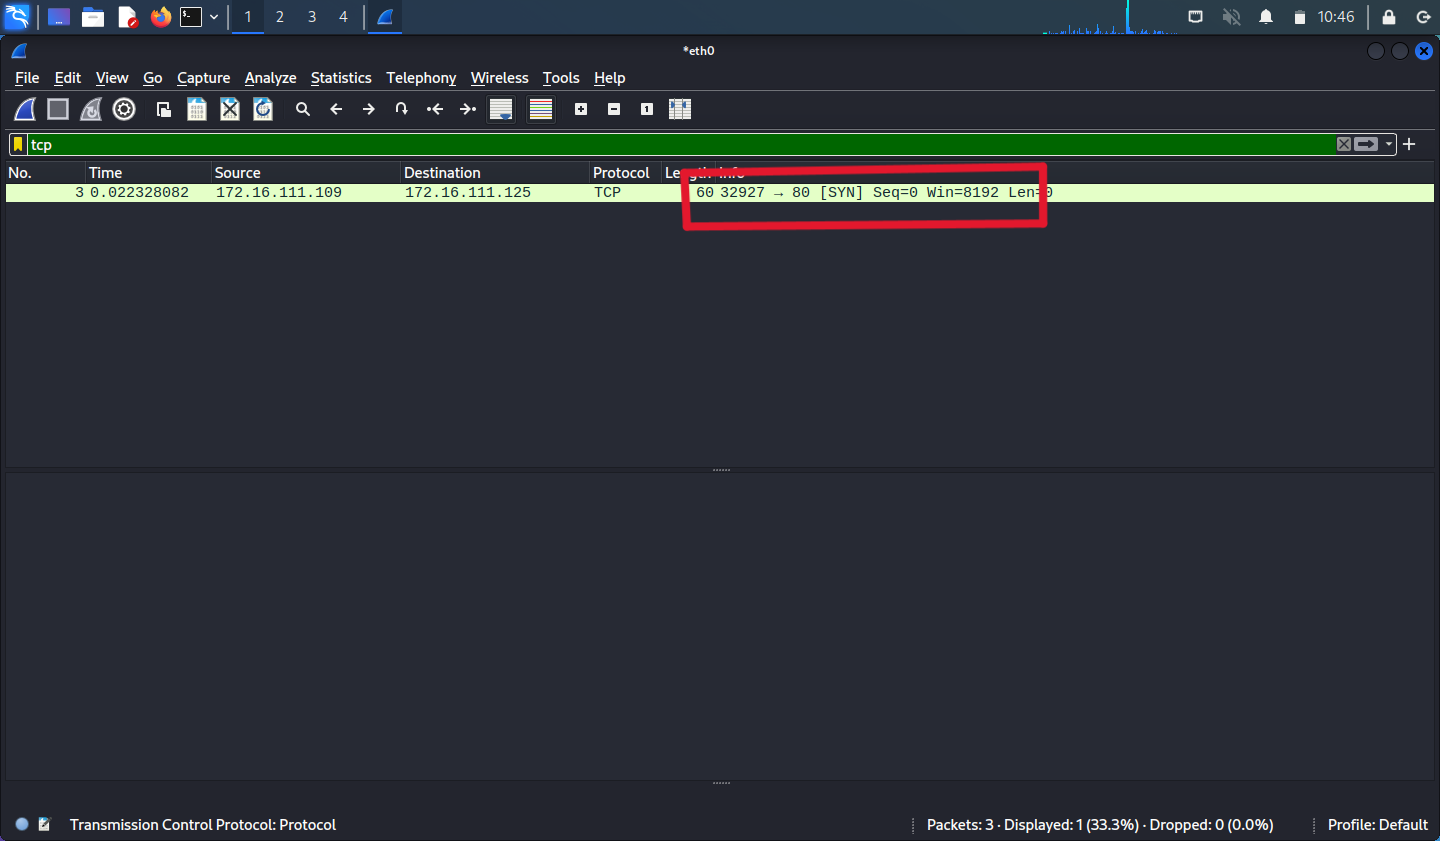 1 2 3 4 10:46
*eth0
File Edit View Go Capture Analyze Statistics Telephony Wireless Tools Help
tcp
No. Time Source Destination Protocol Length Info
3 0.022328082 172.16.111.109 172.16.111.125 TCP 60 32927 → 80 [SYN] Seq=0 Win=8192 Len=0
Transmission Control Protocol: Protocol Packets: 3 · Displayed: 1 (33.3%) · Dropped: 0 (0.0%) Profile: Default